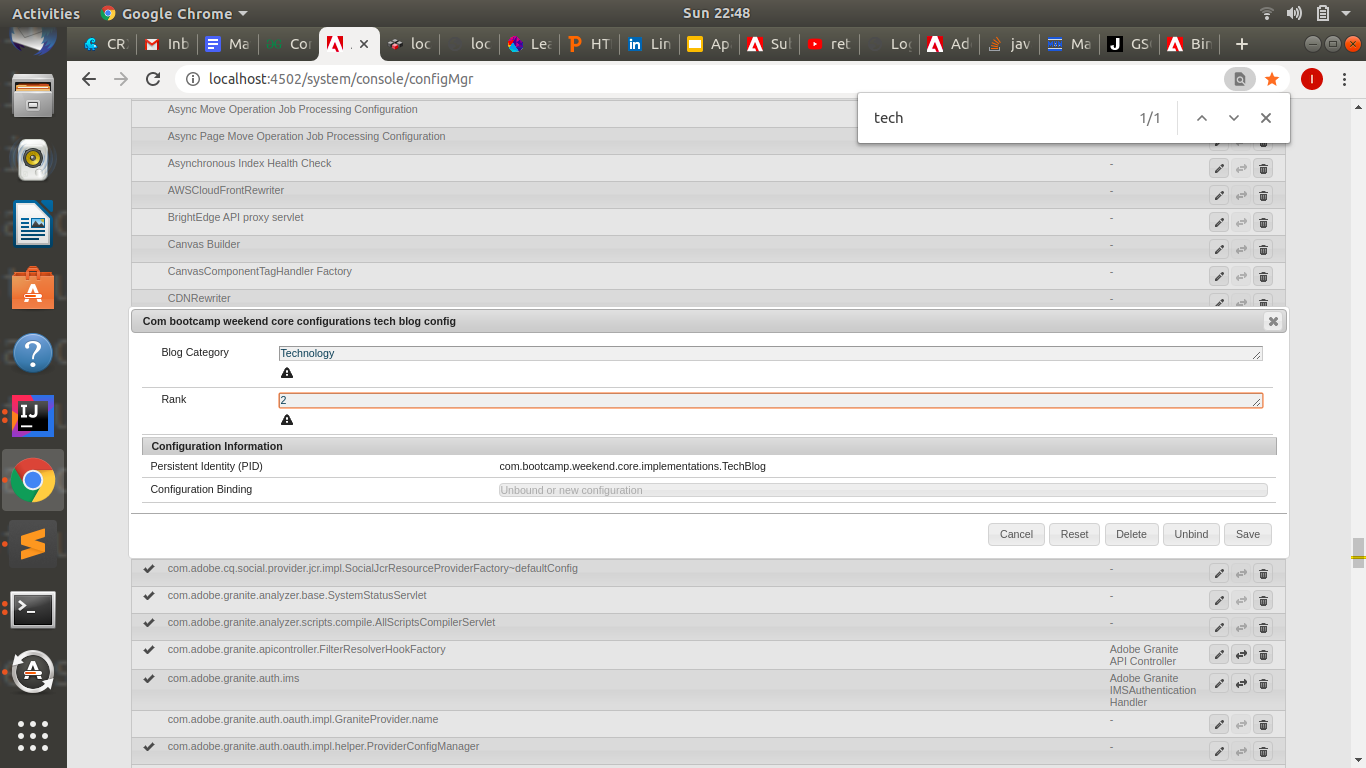 Activities Google Chrome Sun 22:48
CR Inb Ma Col A loc loc Lea HTI Lin Ap Sul ret Log Ad jav Ma GS Bin
localhost:4502/system/console/configMgr I
tech 1/1
Async Move Operation Job Processing Configuration
Async Page Move Operation Job Processing Configuration
Asynchronous Index Health Check -
AWSCloudFrontRewriter -
BrightEdge API proxy servlet -
Canvas Builder -
CanvasComponentTagHandler Factory -
CDNRewriter -
Com bootcamp weekend core configurations tech blog config
Blog Category Technology
Rank 2
Configuration Information
Persistent Identity (PID) com.bootcamp.weekend.core.implementations.TechBlog
Configuration Binding Unbound or new configuration
Cancel Reset Delete Unbind Save
com.adobe.cq.social.provider.jcr.impl.SocialJcrResourceProviderFactory~defaultConfig -
com.adobe.granite.analyzer.base.SystemStatusServlet -
com.adobe.granite.analyzer.scripts.compile.AllScriptsCompilerServlet -
com.adobe.granite.apicontroller.FilterResolverHookFactory Adobe Granite
API Controller
com.adobe.granite.auth.ims Adobe Granite
IMSAuthentication
Handler
com.adobe.granite.auth.oauth.impl.GraniteProvider.name -
com.adobe.granite.auth.oauth.impl.helper.ProviderConfigManager -